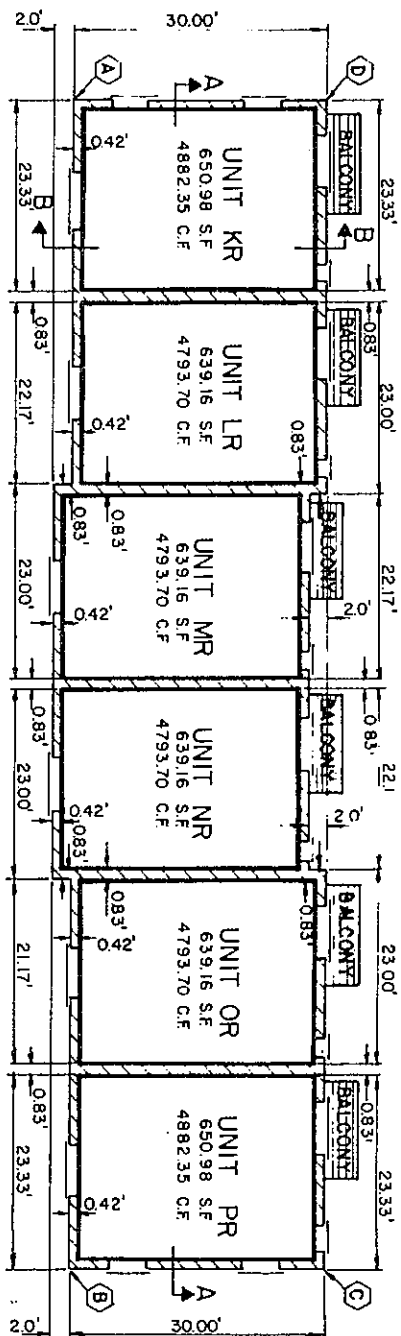 2.0'
30.00'
A
A
D
23.33'
0.42'
UNIT KR
650.98 S.F
4882.35 C.F.
BALCONY
23.33'
B
B
0.83'
0.83'
22.17'
0.42'
UNIT LR
639.16 S.F
4793.70 C.F.
0.83'
BALCONY
23.00'
0.83'
0.83'
23.00'
0.42'
UNIT MR
639.16 S.F
4793.70 C.F.
2.0'
BALCONY
22.17'
0.83'
0.83'
23.00'
0.42'
0.83'
UNIT NR
639.16 S.F
4793.70 C.F.
2.0'
BALCONY
22.1
21.17'
0.83'
0.42'
UNIT OR
639.16 S.F
4793.70 C.F.
0.83'
BALCONY
23.00'
0.83'
0.83'
23.33'
0.42'
UNIT PR
650.98 S.F
4882.35 C.F.
BALCONY
23.33'
A
B
C
2.0'
30.00'